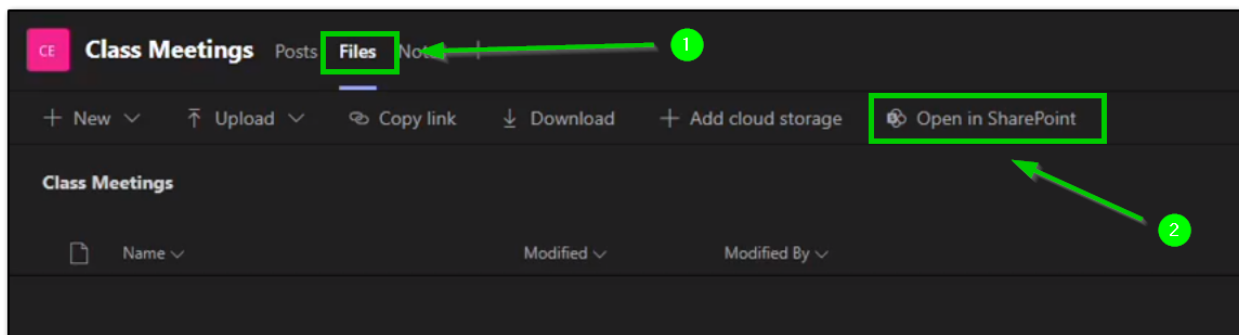 CE Class Meetings Posts Files +
1
+ New Upload Copy link Download + Add cloud storage Open in SharePoint
Class Meetings
2
Name Modified Modified By